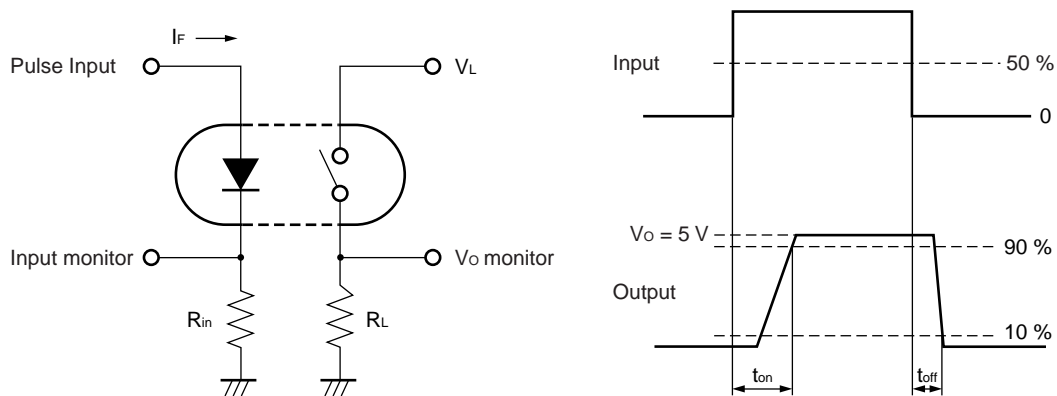 IF
Pulse Input
VL
Input monitor
VO monitor
Rin
RL
Input
50 %
0
VO = 5 V
90 %
Output
10 %
ton
toff